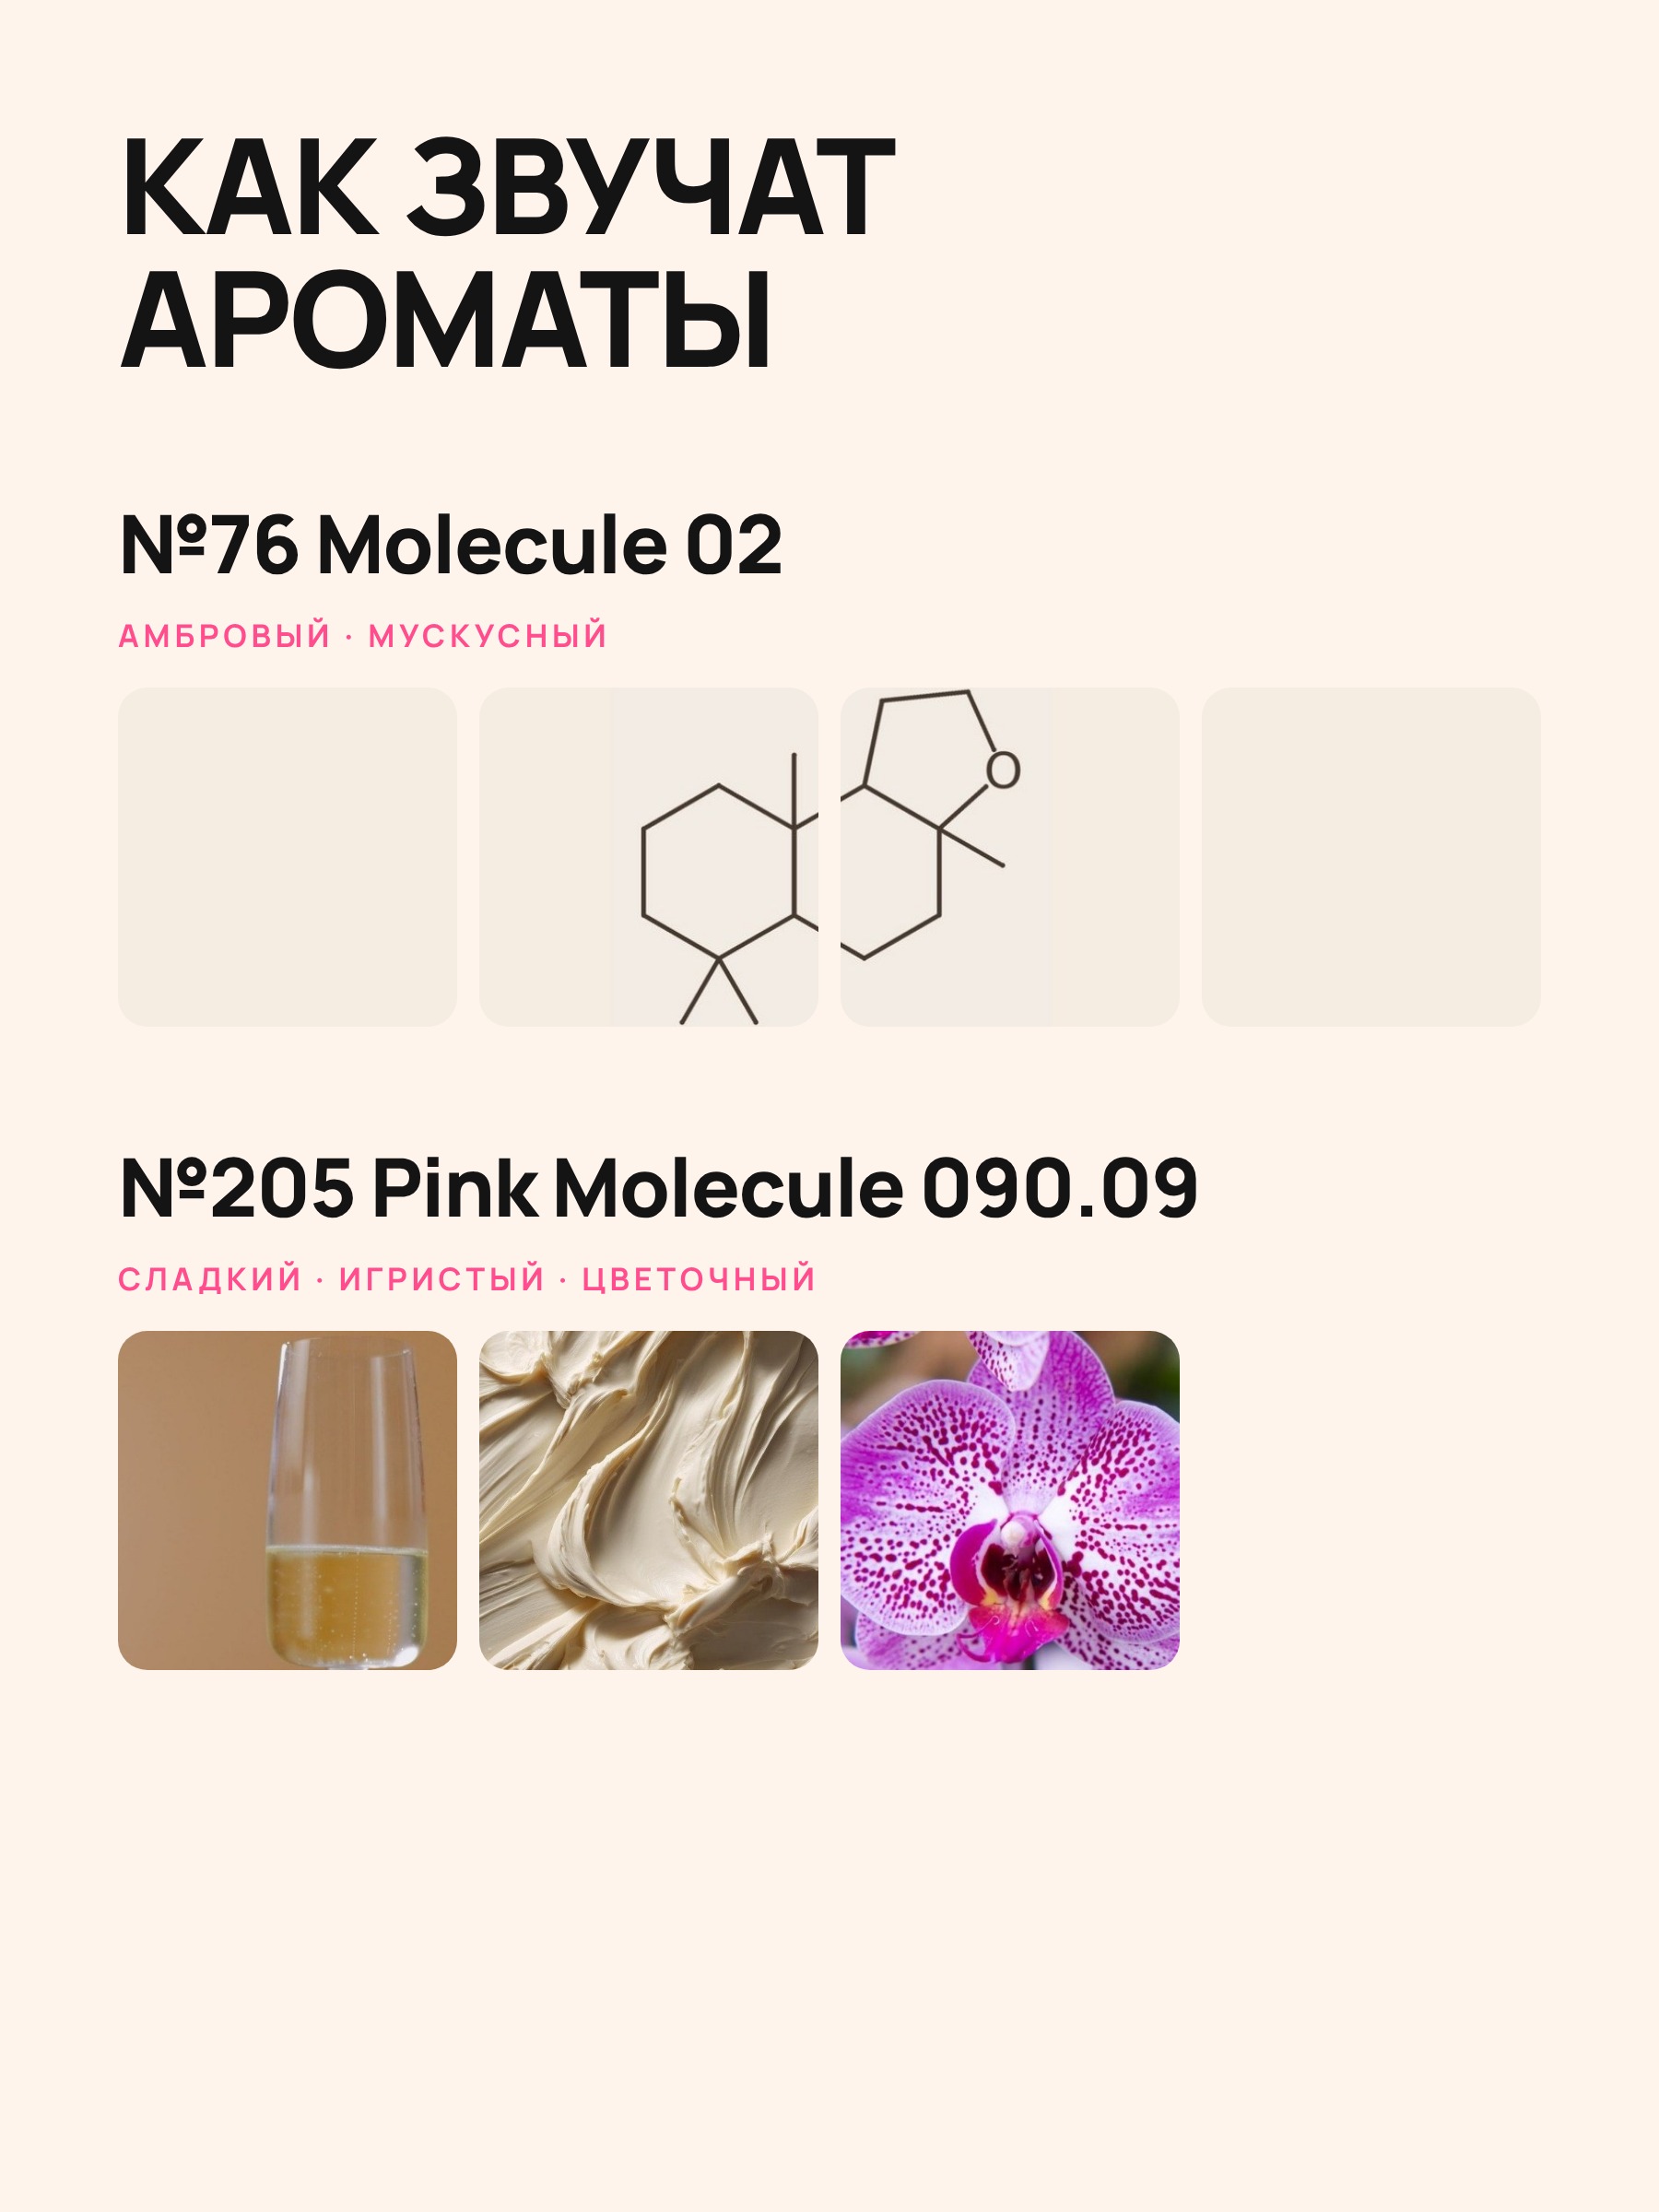 КАК ЗВУЧАТ
АРОМАТЫ
№76 Molecule 02
АМБРОВЫЙ · МУСКУСНЫЙ
O
№205 Pink Molecule 090.09
СЛАДКИЙ · ИГРИСТЫЙ · ЦВЕТОЧНЫЙ